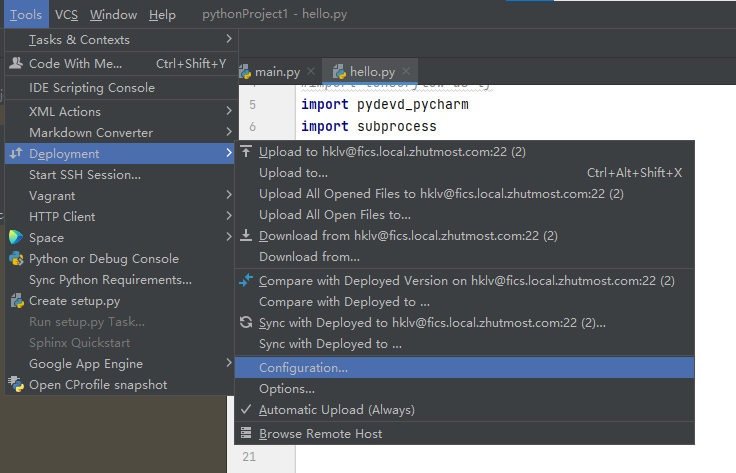 Tools VCS Window Help pythonProject1 - hello.py
Tasks & Contexts
Code With Me... Ctrl+Shift+Y
IDE Scripting Console
XML Actions
Markdown Converter
Deployment
Start SSH Session...
Vagrant
HTTP Client
Space
Python or Debug Console
Sync Python Requirements...
Create setup.py
Run setup.py Task...
Sphinx Quickstart
Google App Engine
Open CProfile snapshot
main.py hello.py
5 import pydevd_pycharm
6 import subprocess
Upload to hklv@fics.local.zhutmost.com:22 (2)
Upload to... Ctrl+Alt+Shift+X
Upload All Opened Files to hklv@fics.local.zhutmost.com:22 (2)
Upload All Open Files to...
Download from hklv@fics.local.zhutmost.com:22 (2)
Download from...
Compare with Deployed Version on hklv@fics.local.zhutmost.com:22 (2)
Compare with Deployed to ...
Sync with Deployed to hklv@fics.local.zhutmost.com:22 (2)...
Sync with Deployed to ...
Configuration...
Options...
Automatic Upload (Always)
Browse Remote Host
21